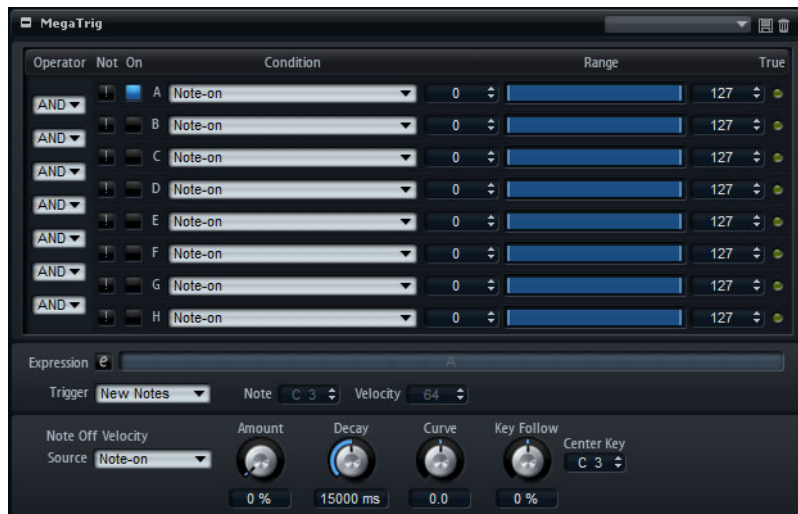 MegaTrig
Operator Not On Condition Range True
! A Note-on 0 127
AND
! B Note-on 0 127
AND
! C Note-on 0 127
AND
! D Note-on 0 127
AND
! E Note-on 0 127
AND
! F Note-on 0 127
AND
! G Note-on 0 127
AND
! H Note-on 0 127
Expression e A
Trigger New Notes Note C 3 Velocity 64
Note Off Velocity Amount Decay Curve Key Follow
Source Note-on Center Key
C 3
0 % 15000 ms 0.0 0 %